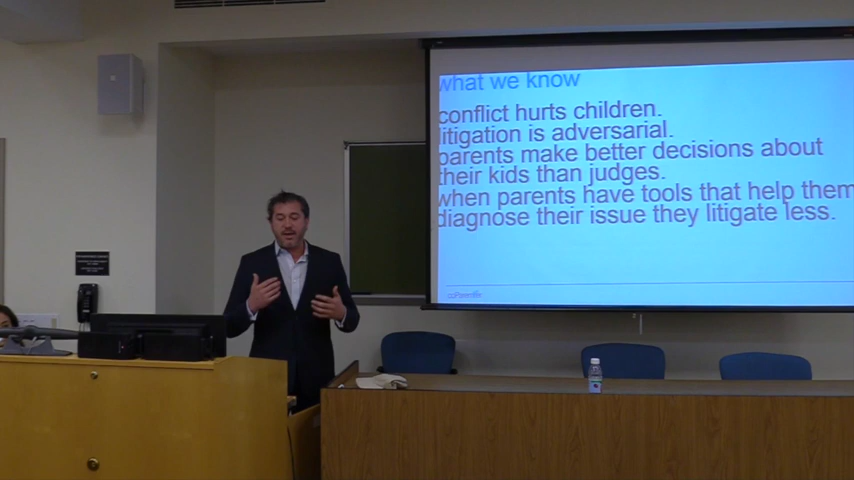 what we know
conflict hurts children.
litigation is adversarial.
parents make better decisions about
their kids than judges.
when parents have tools that help them
diagnose their issue they litigate less.